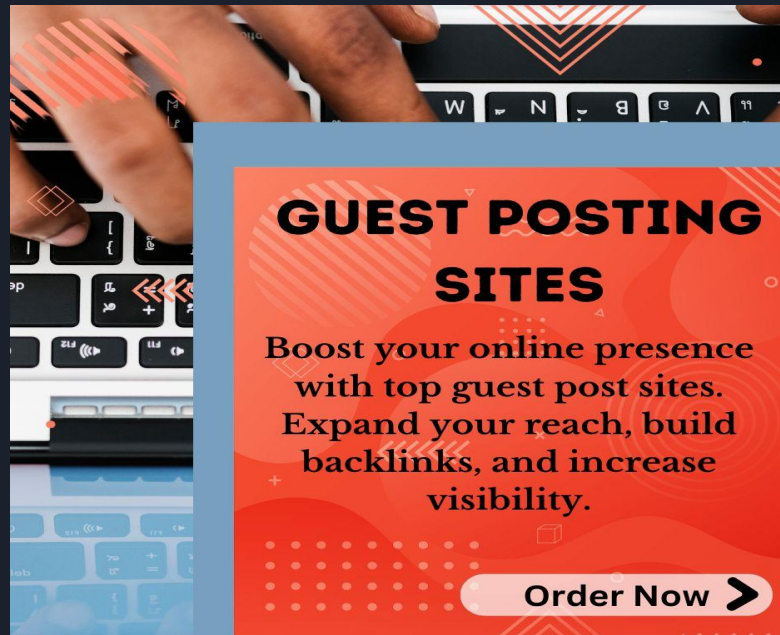 M N B V
GUEST POSTING
SITES
Boost your online presence
with top guest post sites.
Expand your reach, build
backlinks, and increase
visibility.
Order Now